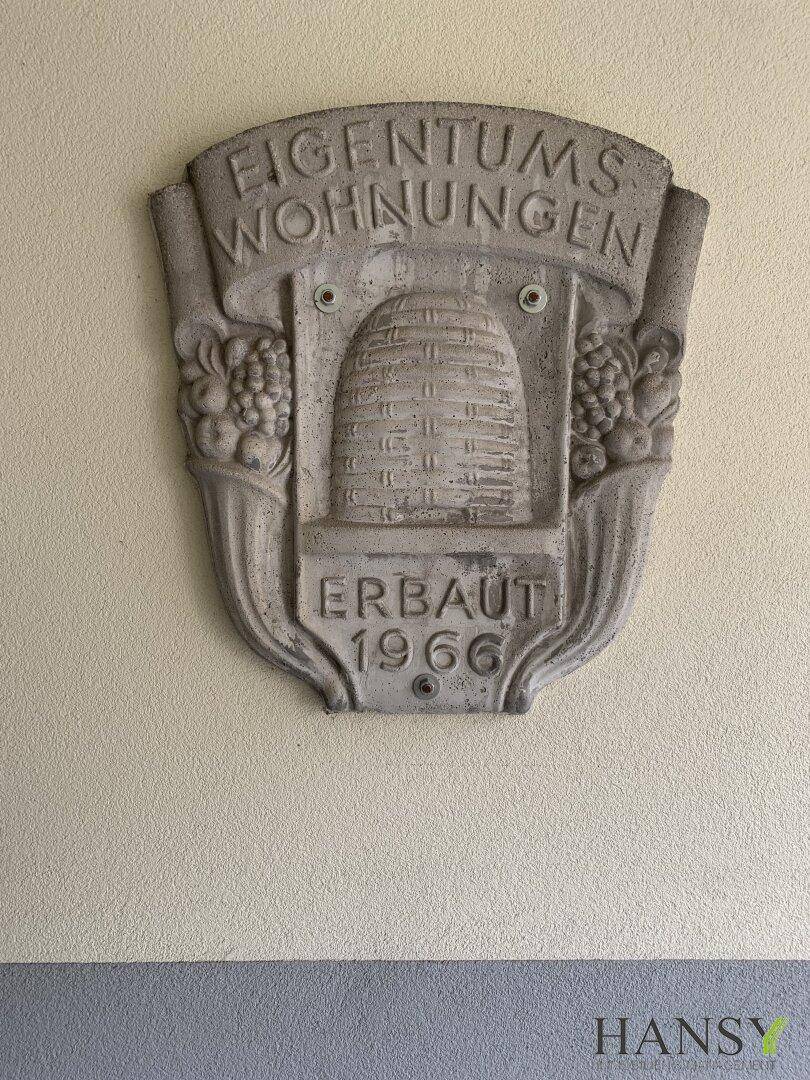 EIGENTUMS
WOHNUNGEN
ERBAUT
1966
HANSY